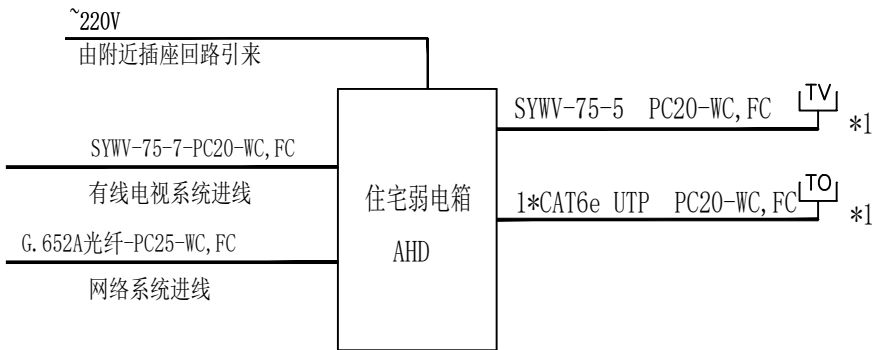 ~220V
由附近插座回路引来
SYWV-75-5 PC20-WC,FC
TV
*1
SYWV-75-7-PC20-WC,FC
有线电视系统进线
住宅弱电箱
AHD
1*CAT6e UTP PC20-WC,FC
TO
*1
G.652A光纤-PC25-WC,FC
网络系统进线